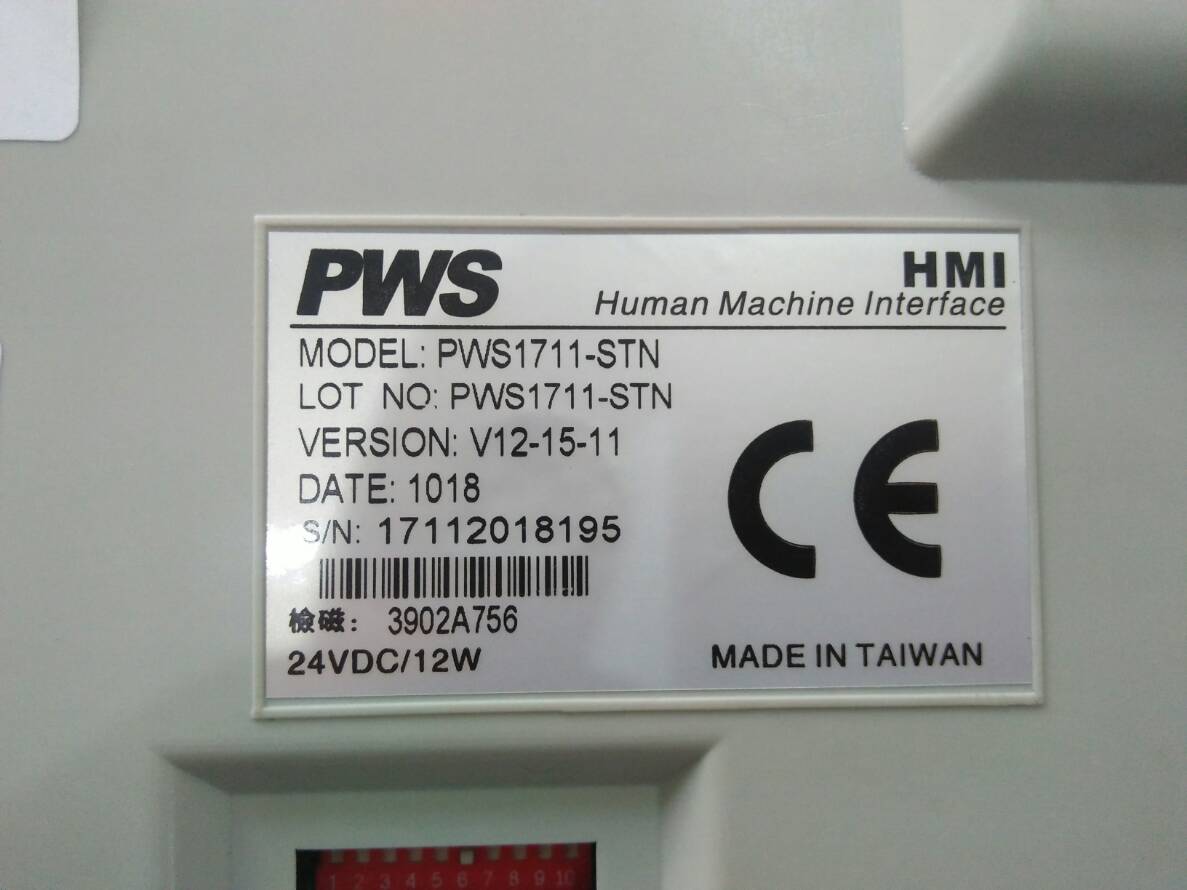 PWS
HMI
Human Machine Interface
MODEL: PWS1711-STN
LOT NO: PWS1711-STN
VERSION: V12-15-11
DATE: 1018
S/N: 17112018195
檢磁: 3902A756
24VDC/12W
CE
MADE IN TAIWAN
1 2 3 4 5 6 7 8 9 10